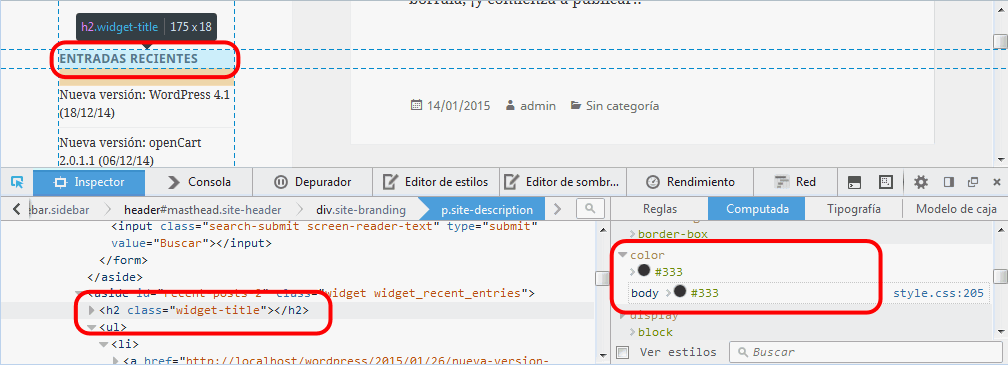 borrala, ¡y comienza a publicar!.
h2.widget-title | 175 x 18
ENTRADAS RECIENTES
Nueva versión: WordPress 4.1
(18/12/14)
Nueva versión: openCart
2.0.1.1 (06/12/14)
14/01/2015 admin Sin categoría
Inspector Consola Depurador Editor de estilos Editor de sombr... Rendimiento Red
ebar.sidebar header#masthead.site-header div.site-branding p.site-description
Reglas Computada Tipografía Modelo de caja
<input class="search-submit screen-reader-text" type="submit"
value="Buscar"></input>
</form>
</aside>
<aside id="recent-posts-2" class="widget widget_recent_entries">
<h2 class="widget-title"></h2>
<ul>
<li>
<a href="http://localhost/wordpress/2015/01/26/nueva-version-
border-box
color
#333
body #333 style.css:205
display
block
Ver estilos Buscar